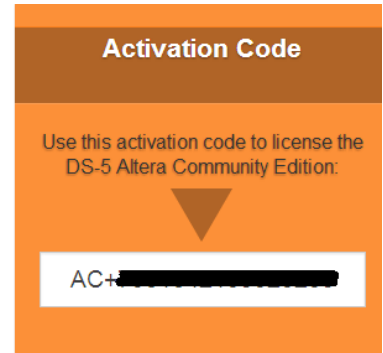 Activation Code
Use this activation code to license the
DS-5 Altera Community Edition:
AC+